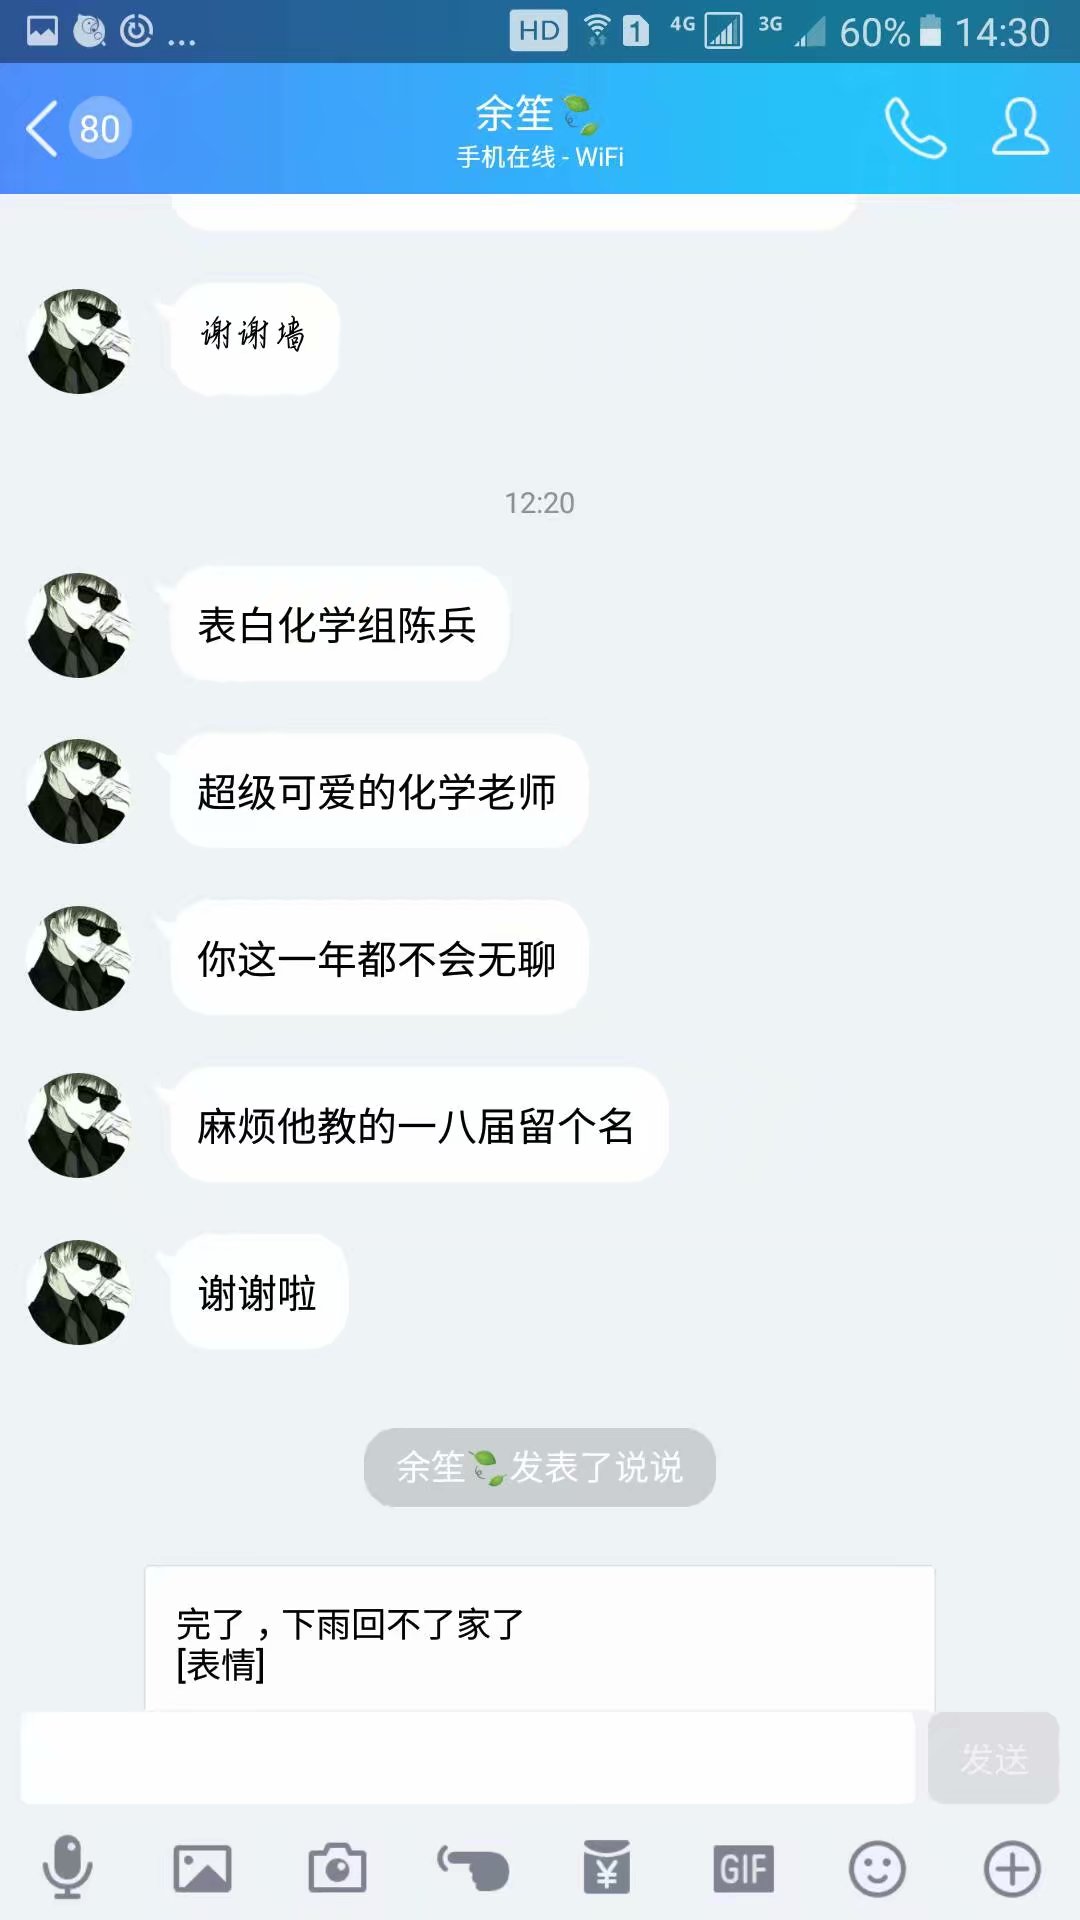 ... HD 1 4G 3G 60% 14:30
80
余笙
手机在线 - WiFi
谢谢墙
12:20
表白化学组陈兵
超级可爱的化学老师
你这一年都不会无聊
麻烦他教的一八届留个名
谢谢啦
余笙发表了说说
完了，下雨回不了家了
[表情]
发送
¥ GIF